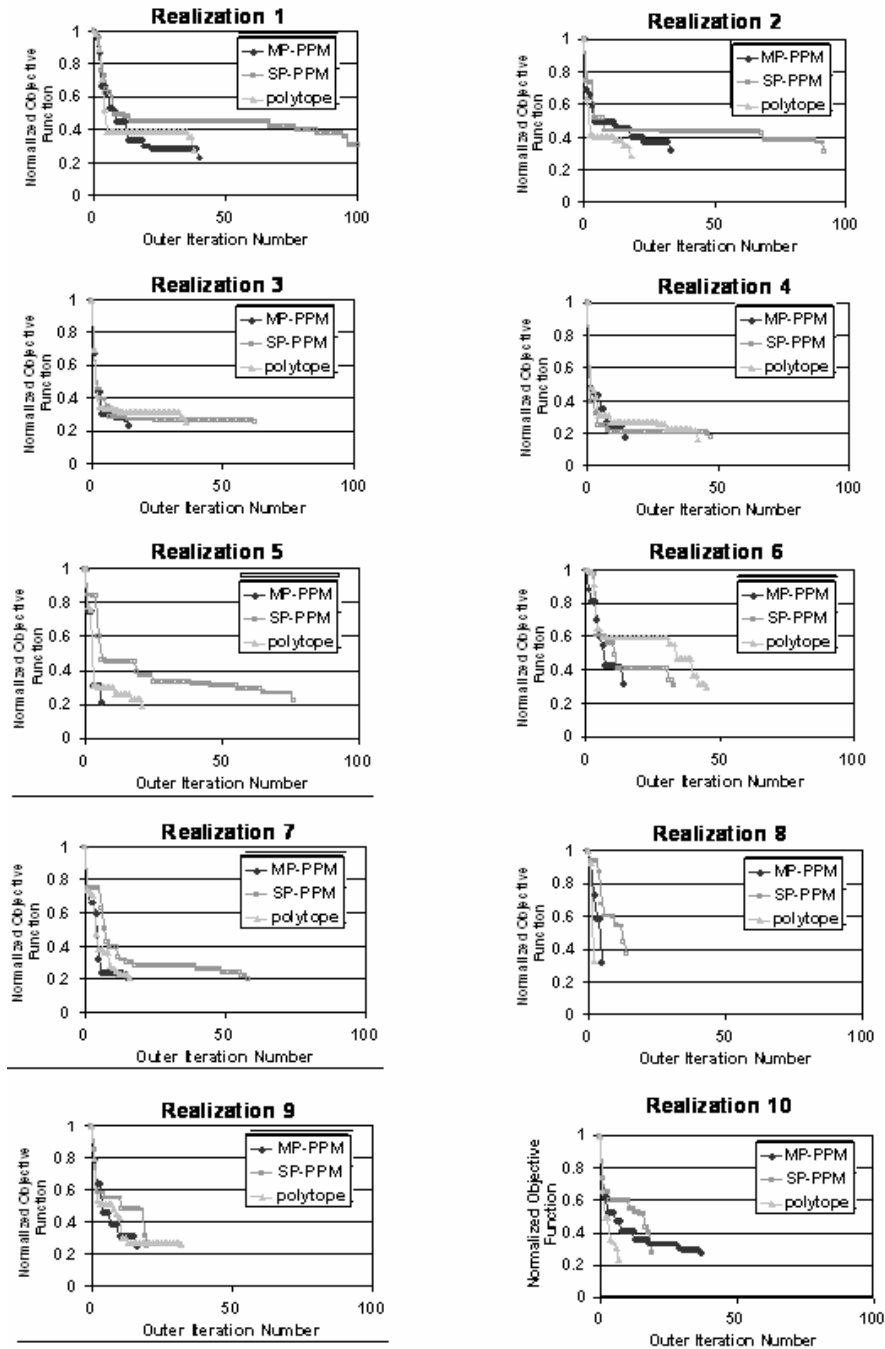 Realization 1
Normalized Objective
Function
1
0.8
0.6
0.4
0.2
0
0
50
100
Outer Iteration Number
MP-PPM
SP-PPM
polytope
Realization 2
Normalized Objective
Function
1
0.8
0.6
0.4
0.2
0
0
50
100
Outer Iteration Number
MP-PPM
SP-PPM
polytope
Realization 3
Normalized Objective
Function
1
0.8
0.6
0.4
0.2
0
0
50
100
Outer Iteration Number
MP-PPM
SP-PPM
polytope
Realization 4
Normalized Objective
Function
1
0.8
0.6
0.4
0.2
0
0
50
100
Outer Iteration Number
MP-PPM
SP-PPM
polytope
Realization 5
Normalized Objective
Function
1
0.8
0.6
0.4
0.2
0
0
50
100
Outer Iteration Number
MP-PPM
SP-PPM
polytope
Realization 6
Normalized Objective
Function
1
0.8
0.6
0.4
0.2
0
0
50
100
Outer Iteration Number
MP-PPM
SP-PPM
polytope
Realization 7
Normalized Objective
Function
1
0.8
0.6
0.4
0.2
0
0
50
100
Outer Iteration Number
MP-PPM
SP-PPM
polytope
Realization 8
Normalized Objective
Function
1
0.8
0.6
0.4
0.2
0
0
50
100
Outer Iteration Number
MP-PPM
SP-PPM
polytope
Realization 9
Normalized Objective
Function
1
0.8
0.6
0.4
0.2
0
0
50
100
Outer Iteration Number
MP-PPM
SP-PPM
polytope
Realization 10
Normalized Objective
Function
1
0.8
0.6
0.4
0.2
0
0
50
100
Outer Iteration Number
MP-PPM
SP-PPM
polytope